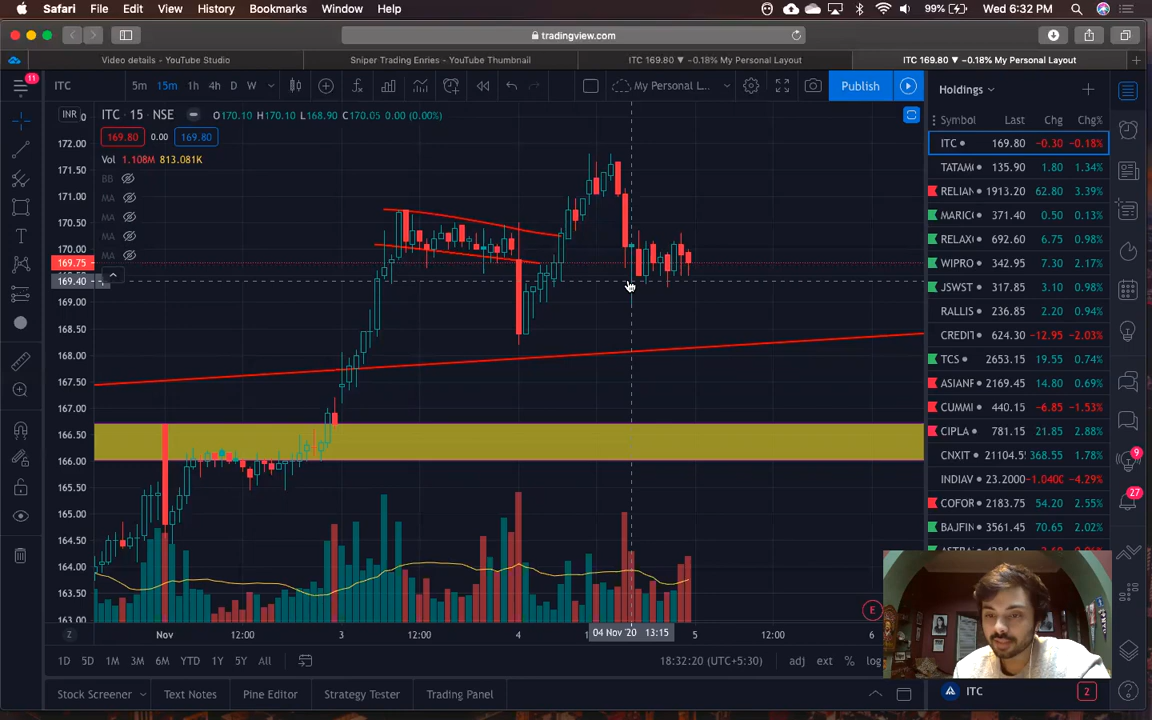 Safari File Edit View History Bookmarks Window Help 99% Wed 6:32 PM
tradingview.com
Video details - YouTube Studio Sniper Trading Enries - YouTube Thumbnail ITC 169.80 ▼ −0.18% My Personal Layout ITC 169.80 ▼ −0.18% My Personal Layout
11 ITC 5m 15m 1h 4h D W My Personal L... Publish Holdings
INR ITC · 15 · NSE O170.10 H170.10 L168.90 C170.05 0.00 (0.00%)
Symbol Last Chg Chg%
169.80 0.00 169.80
Vol 1.108M 813.081K
BB
MA
MA
MA
MA
172.00
171.50
171.00
170.50
170.00
169.75
169.40
169.00
168.50
168.00
167.50
167.00
166.50
166.00
165.50
165.00
164.50
164.00
163.50
163.00
ITC 169.80 −0.30 −0.18%
TATAM 135.90 1.80 1.34%
RELIAN 1913.20 62.80 3.39%
MARIC 371.40 0.50 0.13%
RELAX 692.60 6.75 0.98%
WIPRO 342.95 7.30 2.17%
JSWST 317.85 3.10 0.98%
RALLIS 236.85 2.20 0.94%
CREDIT 624.30 −12.95 −2.03%
TCS 2653.15 19.55 0.74%
ASIANF 2169.45 14.80 0.69%
CUMMI 440.15 −6.85 −1.53%
CIPLA 781.15 21.85 2.88%
CNXIT 21104.5 368.55 1.78%
INDIAV 23.2000 −1.0400 −4.29%
COFOR 2183.75 54.20 2.55%
BAJFIN 3561.45 70.65 2.02%
9
27
E
Z Nov 12:00 3 12:00 4 04 Nov '20 13:15 5 12:00 6
1D 5D 1M 3M 6M YTD 1Y 5Y All 18:32:20 (UTC+5:30) adj ext % log
Stock Screener Text Notes Pine Editor Strategy Tester Trading Panel
ITC 2